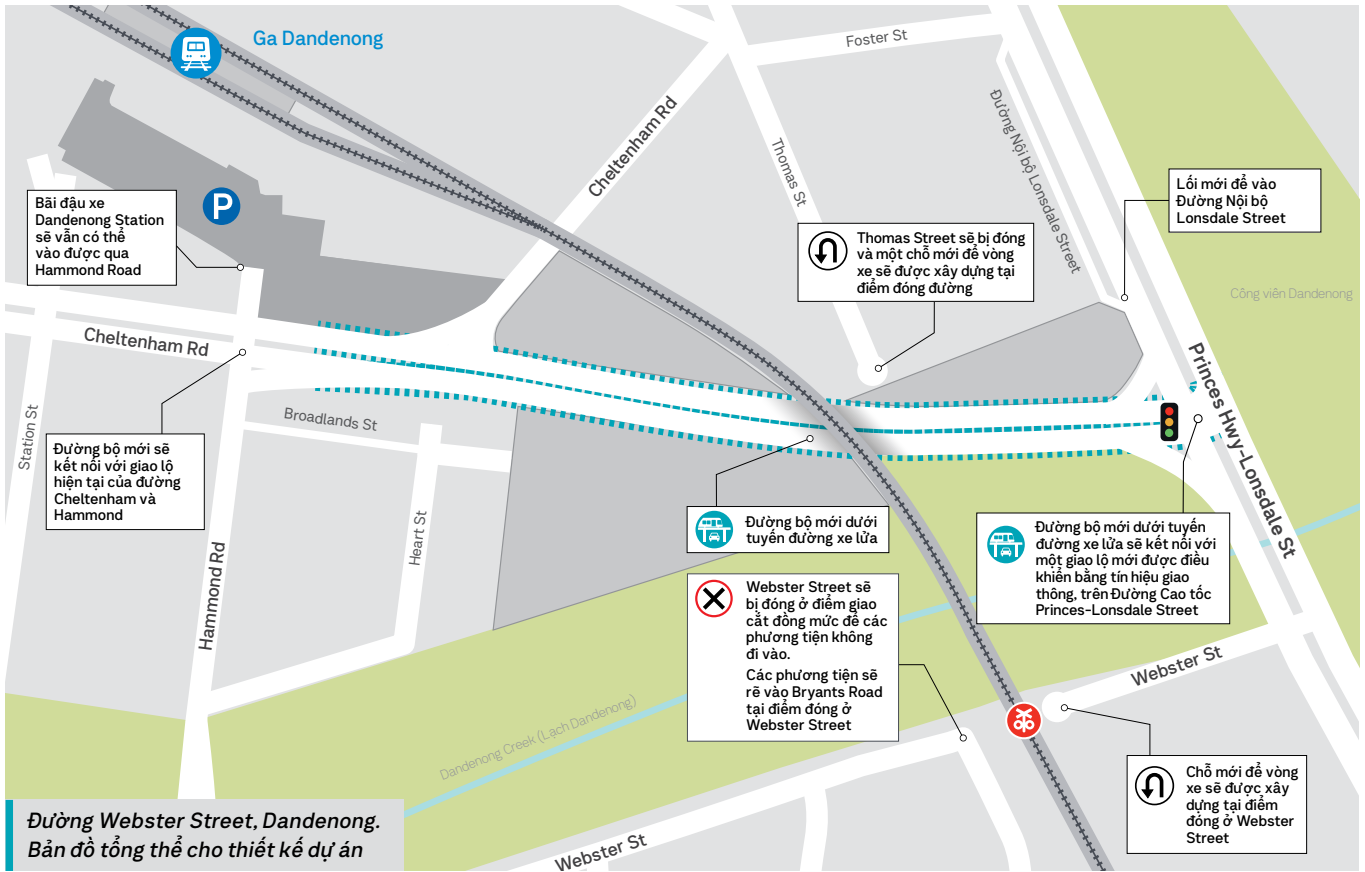 Ga Dandenong
Foster St
Cheltenham Rd
Thomas St
Đường Nội bộ Lonsdale Street
Lối mới để vào
Đường Nội bộ
Lonsdale Street
Bãi đậu xe
Dandenong Station
sẽ vẫn có thể
vào được qua
Hammond Road
P
Thomas Street sẽ bị đóng
và một chỗ mới để vòng
xe sẽ được xây dựng tại
điểm đóng đường
Công viên Dandenong
Cheltenham Rd
Princes Hwy-Lonsdale St
Station St
Broadlands St
Đường bộ mới sẽ
kết nối với giao lộ
hiện tại của đường
Cheltenham và
Hammond
Hammond Rd
Heart St
Đường bộ mới dưới
tuyến đường xe lửa
Đường bộ mới dưới tuyến
đường xe lửa sẽ kết nối với
một giao lộ mới được điều
khiển bằng tín hiệu giao
thông, trên Đường Cao tốc
Princes-Lonsdale Street
Webster Street sẽ
bị đóng ở điểm giao
cắt đồng mức để các
phương tiện không
đi vào.
Các phương tiện sẽ
rẽ vào Bryants Road
tại điểm đóng ở
Webster Street
Webster St
Dandenong Creek (Lạch Dandenong)
Chỗ mới để vòng
xe sẽ được xây
dựng tại điểm
đóng ở Webster
Street
Webster St
Đường Webster Street, Dandenong.
Bản đồ tổng thể cho thiết kế dự án